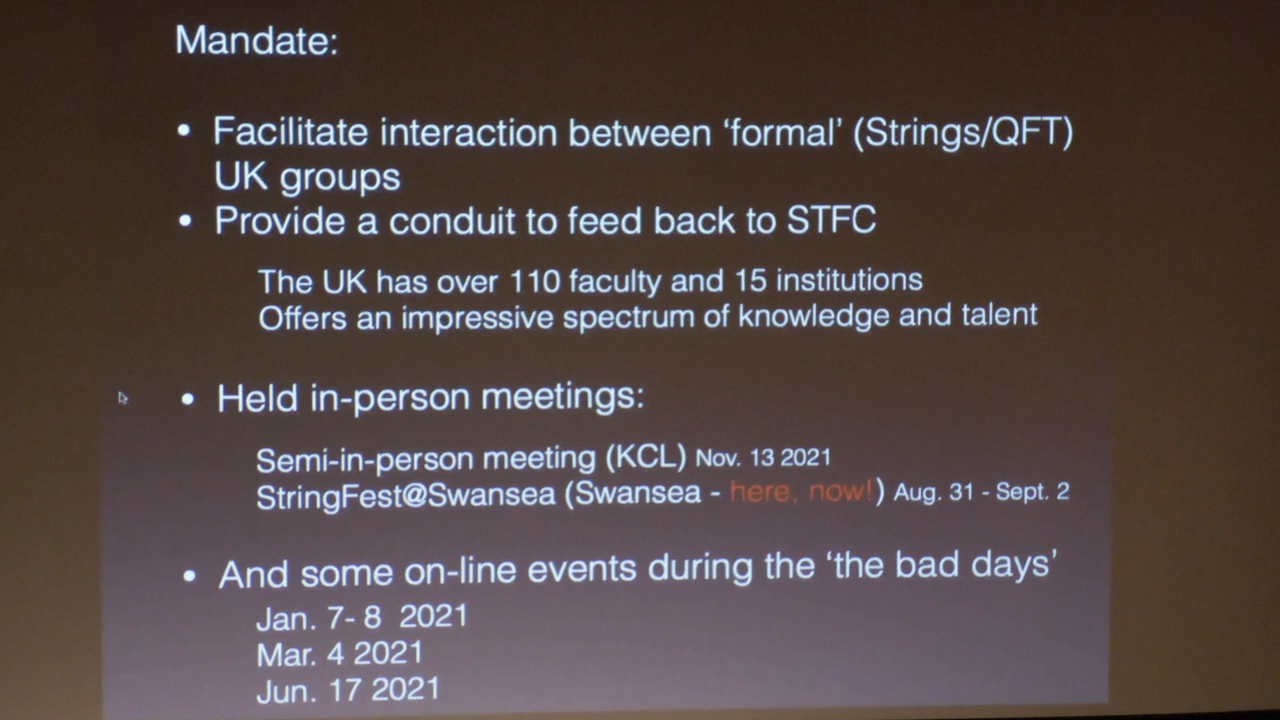 Mandate:
• Facilitate interaction between ‘formal’ (Strings/QFT)
UK groups
• Provide a conduit to feed back to STFC
The UK has over 110 faculty and 15 institutions
Offers an impressive spectrum of knowledge and talent
• Held in-person meetings:
Semi-in-person meeting (KCL) Nov. 13 2021
StringFest@Swansea (Swansea - here, now!) Aug. 31 - Sept. 2
• And some on-line events during the ‘the bad days’
Jan. 7- 8 2021
Mar. 4 2021
Jun. 17 2021